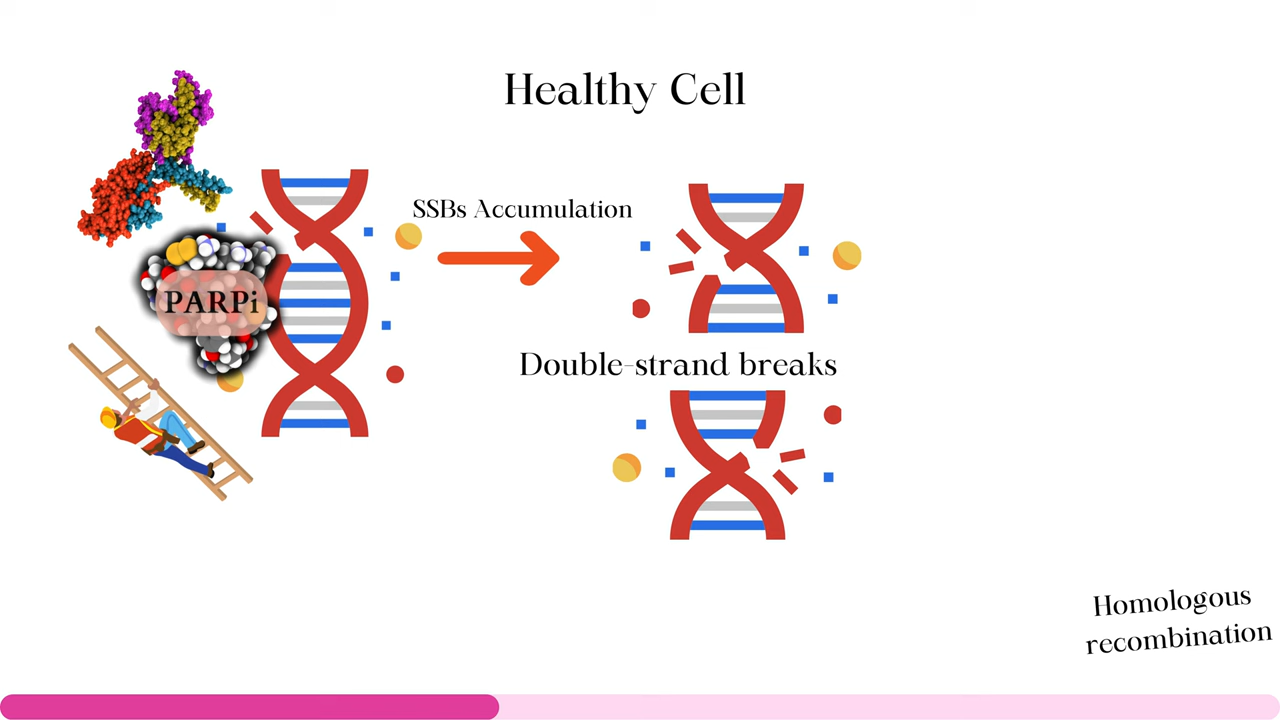 Healthy Cell
SSBs Accumulation
PARPi
Double-strand breaks
Homologous
recombination